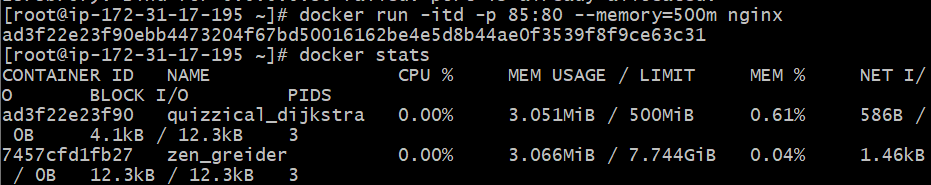 [root@ip-172-31-17-195 ~]# docker run -itd -p 85:80 --memory=500m nginx
ad3f22e23f90ebb4473204f67bd50016162be4e5d8b44ae0f3539f8f9ce63c31
[root@ip-172-31-17-195 ~]# docker stats
CONTAINER ID   NAME                CPU %     MEM USAGE / LIMIT     MEM %     NET I/
O       BLOCK I/O         PIDS
ad3f22e23f90   quizzical_dijkstra   0.00%     3.051MiB / 500MiB     0.61%     586B /
 0B     4.1kB / 12.3kB    3
7457cfd1fb27   zen_greider          0.00%     3.066MiB / 7.744GiB   0.04%     1.46kB
 / 0B   12.3kB / 12.3kB   3